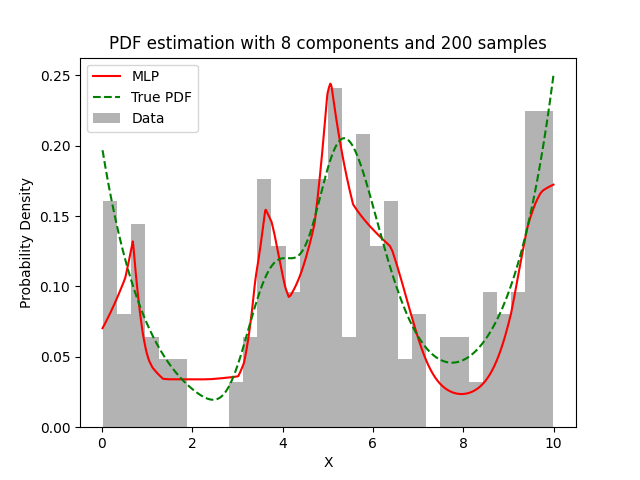 PDF estimation with 8 components and 200 samples
MLP
True PDF
Data
Probability Density
0.25
0.20
0.15
0.10
0.05
0.00
0 2 4 6 8 10
X